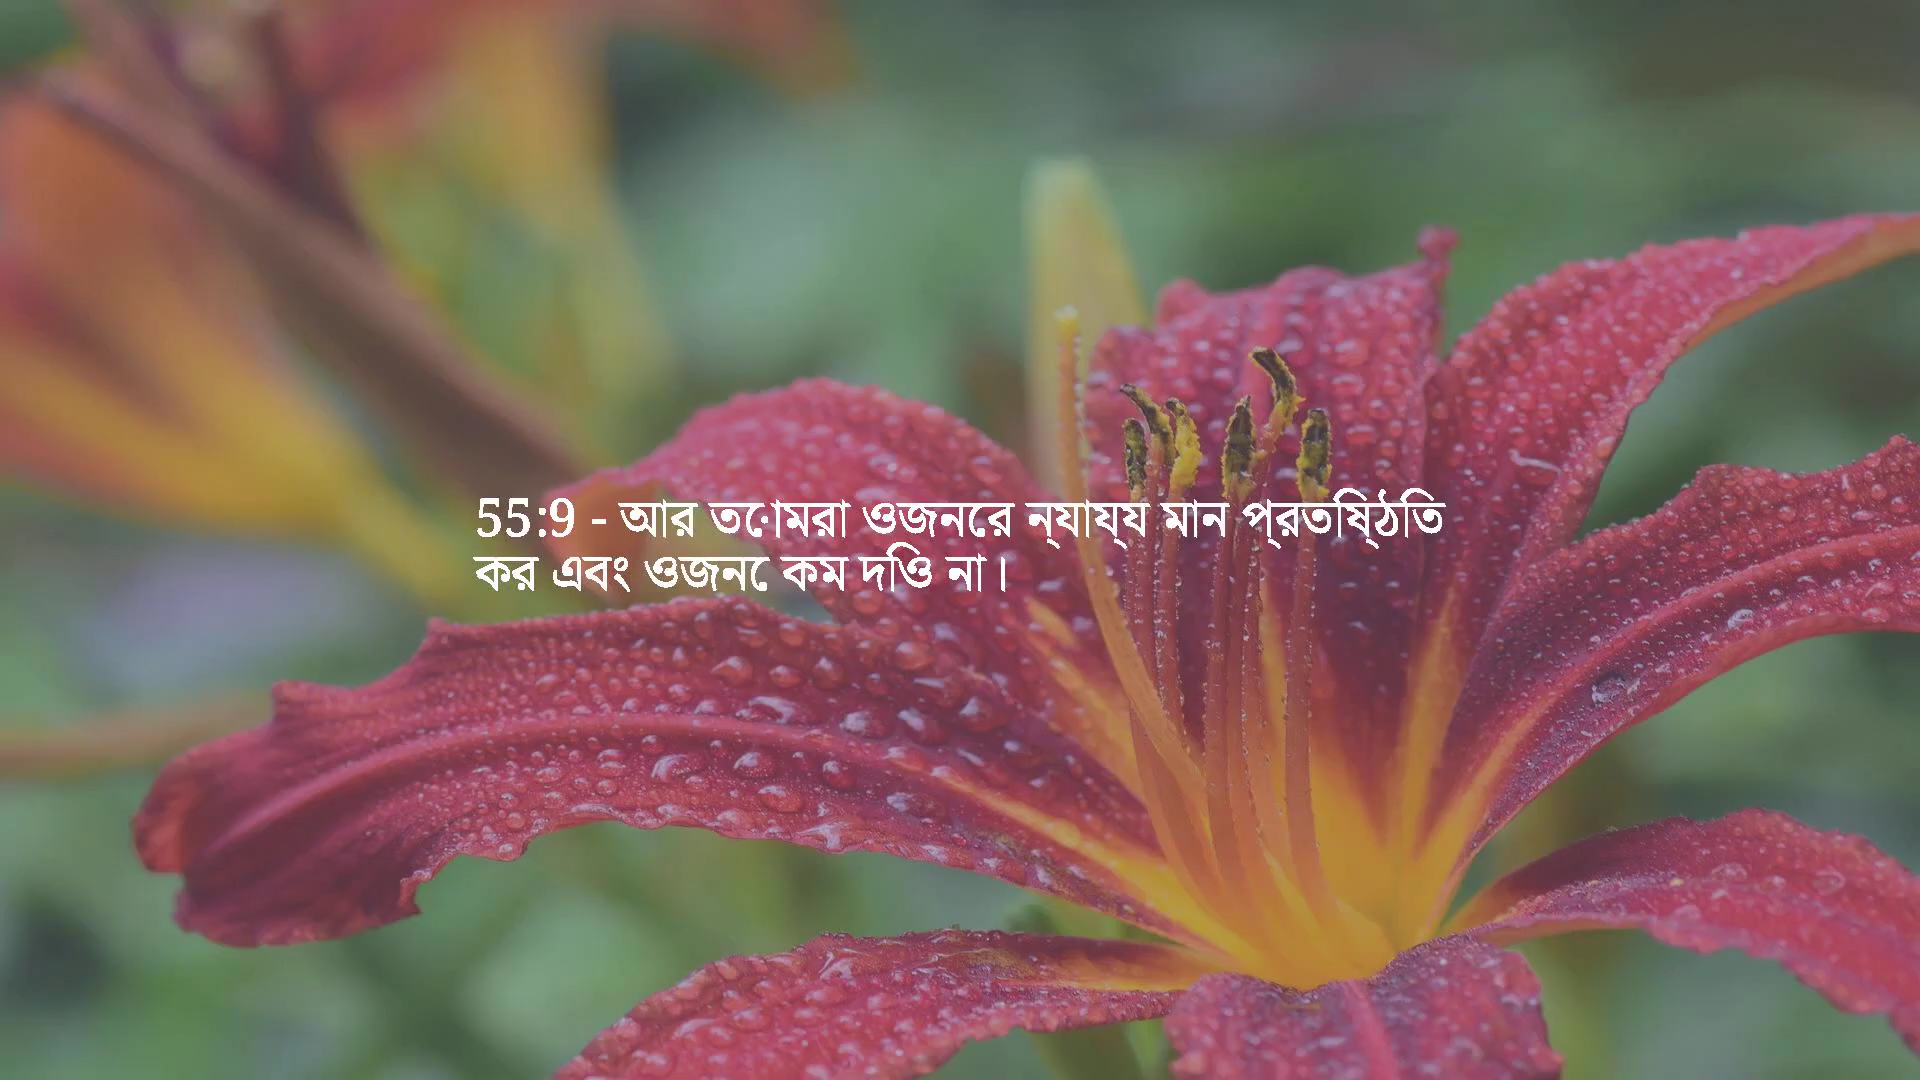 55:9 - আর তোমরা ওজনের ন্যায্য মান প্রতিষ্ঠিত
কর এবং ওজনে কম দিও না।